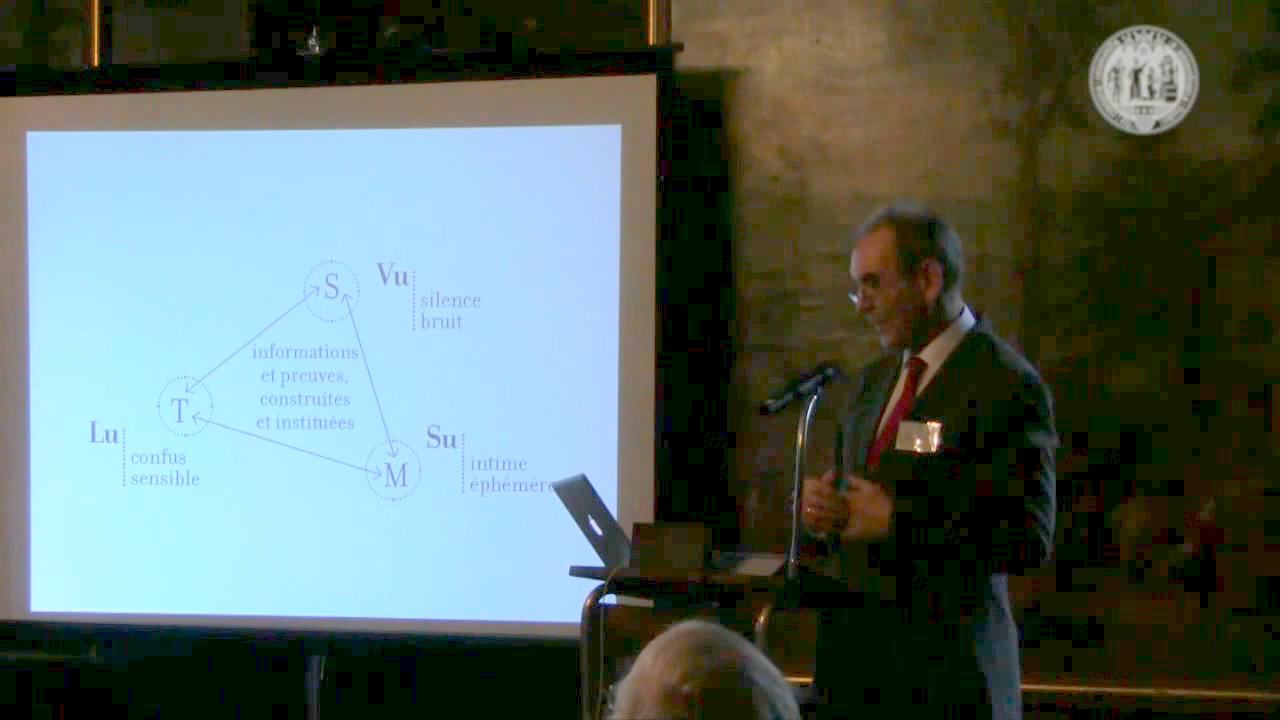 S
Vu
silence
bruit
informations
et preuves,
construites
et instituées
T
Lu
confus
sensible
M
Su
intime
éphémère